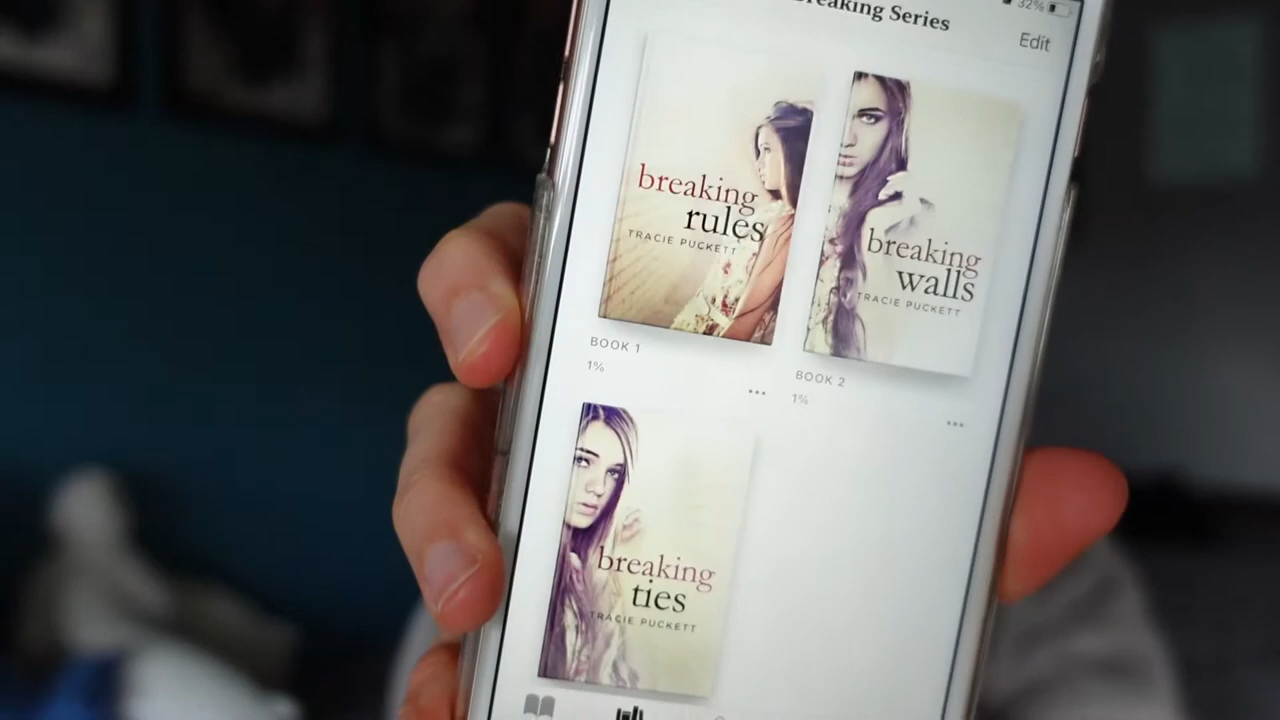 32%
Breaking Series
Edit
breaking
rules
TRACIE PUCKETT
breaking
walls
TRACIE PUCKETT
BOOK 1
1%
BOOK 2
1%
breaking
ties
TRACIE PUCKETT